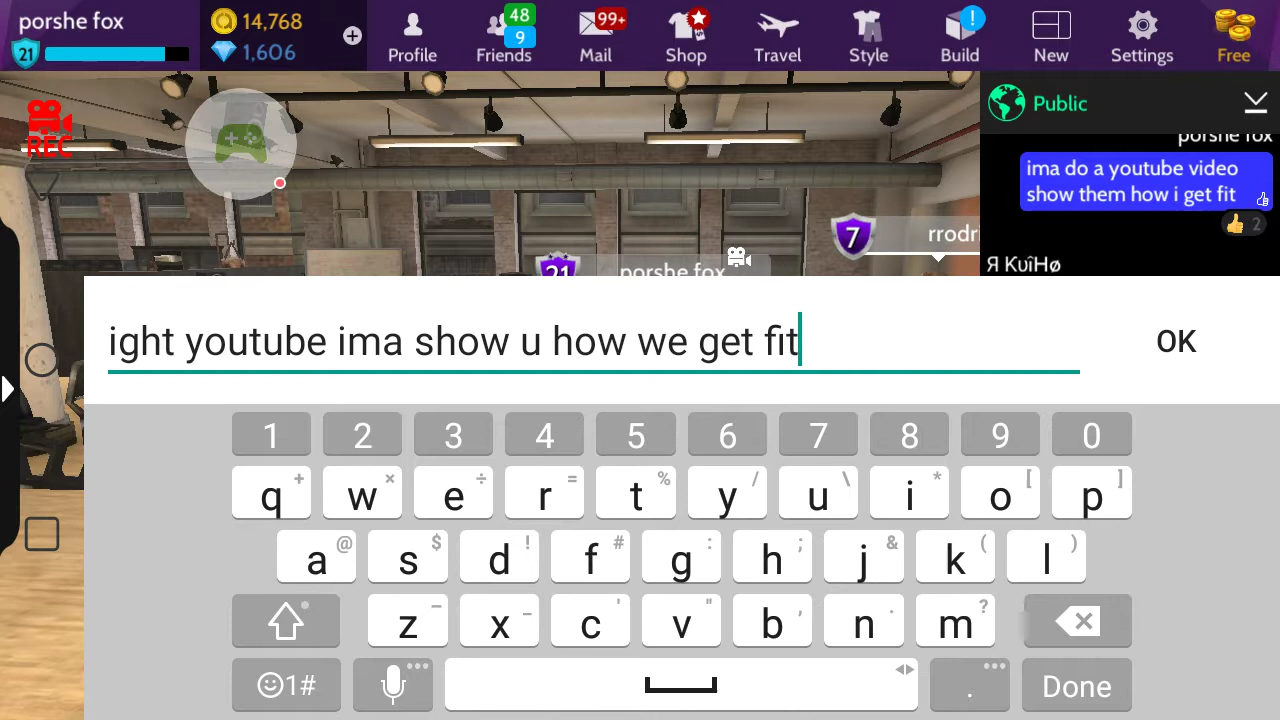 porshe fox
21
14,768
1,606
Profile
48
9
Friends
99+
Mail
Shop
Travel
Style
!
Build
New
Settings
Free
REC
Public
porshe fox
ima do a youtube video
show them how i get fit
2
Я KυîHø
7
rrodri
21
porshe fox
ight youtube ima show u how we get fit
OK
1 2 3 4 5 6 7 8 9 0
q + w × e ÷ r = t % y / u \ i * o [ p ]
a @ s $ d ! f # g : h ; j & k ( l )
z – x _ c ' v " b , n . m ?
1# . Done